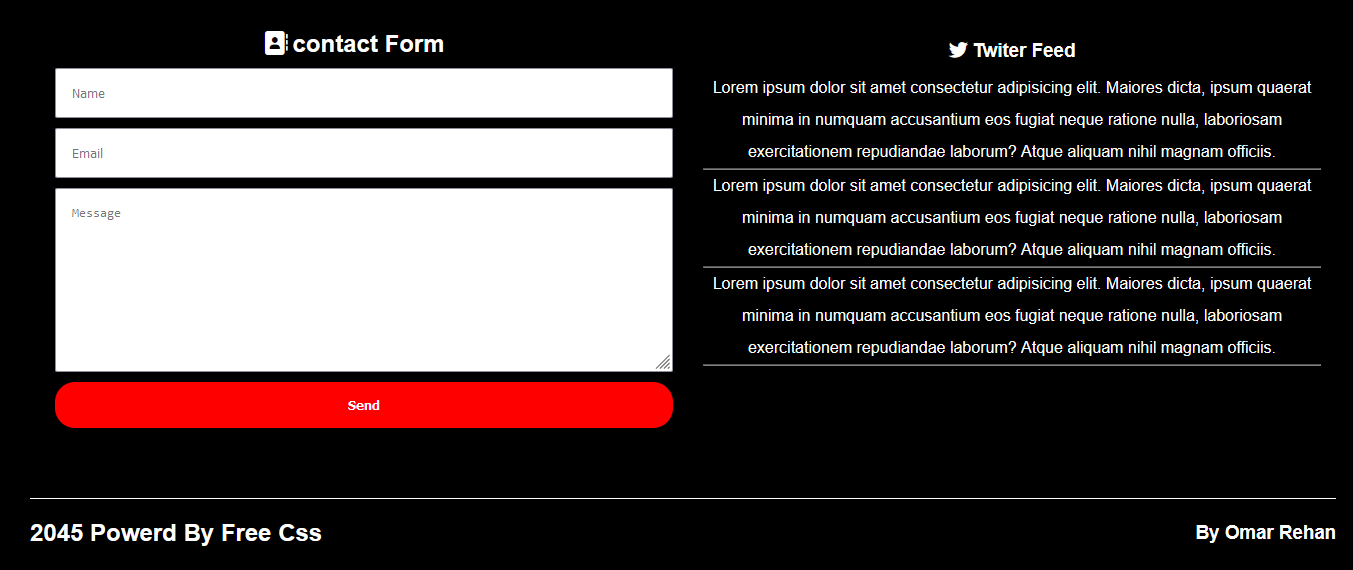 contact Form
Name
Email
Message
Send
Twiter Feed
Lorem ipsum dolor sit amet consectetur adipisicing elit. Maiores dicta, ipsum quaerat
minima in numquam accusantium eos fugiat neque ratione nulla, laboriosam
exercitationem repudiandae laborum? Atque aliquam nihil magnam officiis.
Lorem ipsum dolor sit amet consectetur adipisicing elit. Maiores dicta, ipsum quaerat
minima in numquam accusantium eos fugiat neque ratione nulla, laboriosam
exercitationem repudiandae laborum? Atque aliquam nihil magnam officiis.
Lorem ipsum dolor sit amet consectetur adipisicing elit. Maiores dicta, ipsum quaerat
minima in numquam accusantium eos fugiat neque ratione nulla, laboriosam
exercitationem repudiandae laborum? Atque aliquam nihil magnam officiis.
2045 Powerd By Free Css
By Omar Rehan